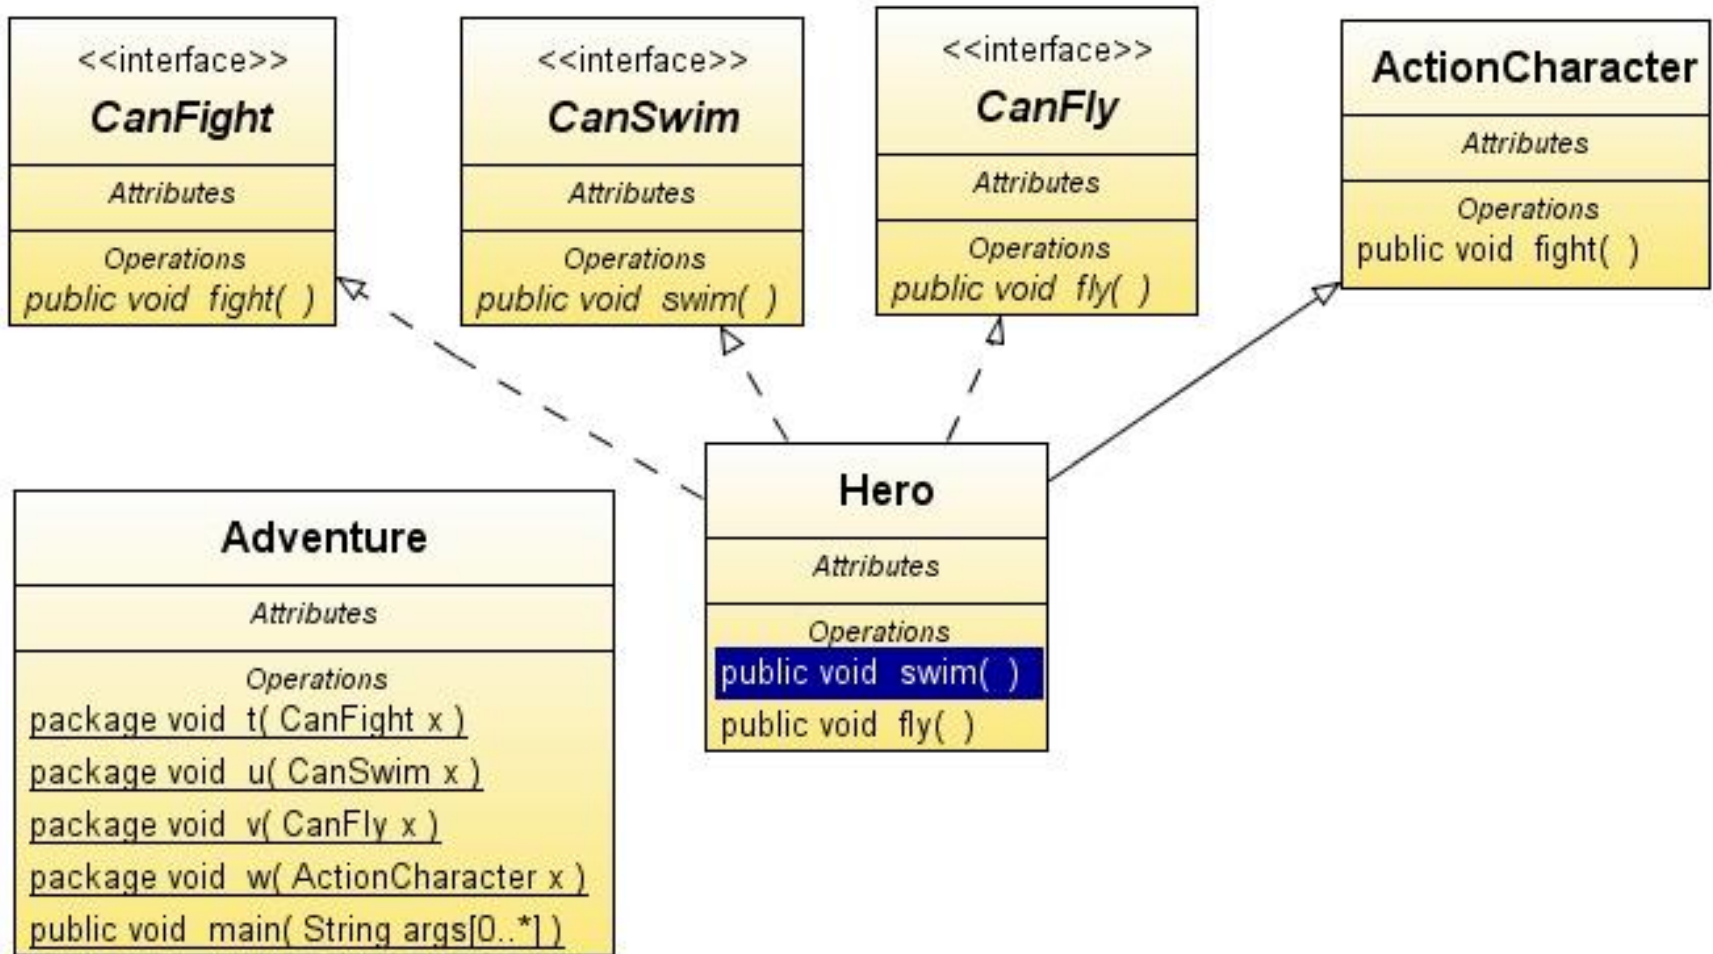 <<interface>>
CanFight
Attributes
Operations
public void fight( )
<<interface>>
CanSwim
Attributes
Operations
public void swim( )
<<interface>>
CanFly
Attributes
Operations
public void fly( )
ActionCharacter
Attributes
Operations
public void fight( )
Adventure
Attributes
Operations
package void t( CanFight x )
package void u( CanSwim x )
package void v( CanFly x )
package void w( ActionCharacter x )
public void main( String args[0..*] )
Hero
Attributes
Operations
public void swim( )
public void fly( )